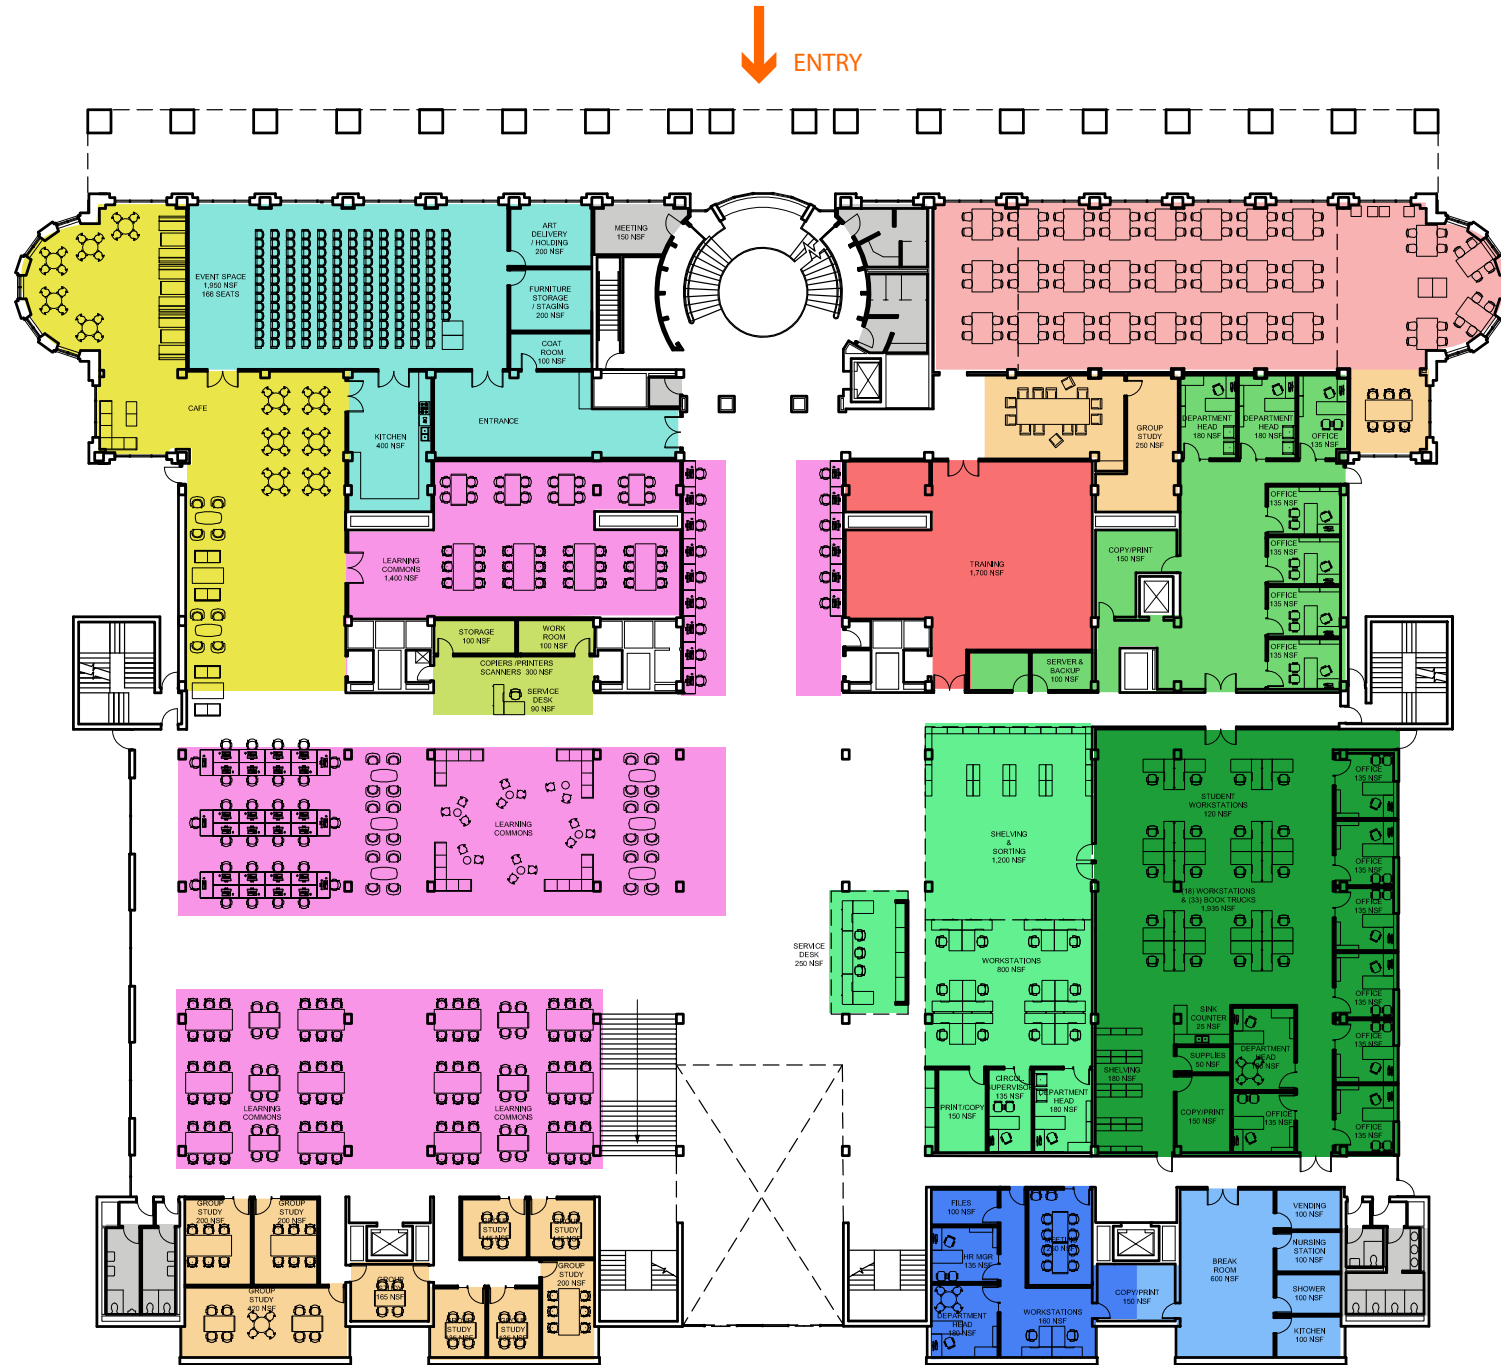 ENTRY
ART
DELIVERY
/ HOLDING
200 NSF
MEETING
150 NSF
EVENT SPACE
1,950 NSF
166 SEATS
FURNITURE
STORAGE
/ STAGING
200 NSF
COAT
ROOM
100 NSF
CAFE
KITCHEN
400 NSF
ENTRANCE
GROUP
STUDY
250 NSF
DEPARTMENT
HEAD
180 NSF
DEPARTMENT
HEAD
180 NSF
OFFICE
135 NSF
OFFICE
135 NSF
OFFICE
135 NSF
OFFICE
135 NSF
OFFICE
135 NSF
COPY/PRINT
150 NSF
LEARNING
COMMONS
1,400 NSF
TRAINING
1,700 NSF
STORAGE
100 NSF
WORK
ROOM
100 NSF
COPIERS /PRINTERS
SCANNERS  300 NSF
SERVICE
DESK
90 NSF
SERVER &
BACKUP
100 NSF
LEARNING
COMMONS
SHELVING
&
SORTING
1,200 NSF
STUDENT
WORKSTATIONS
120 NSF
OFFICE
135 NSF
OFFICE
135 NSF
(18) WORKSTATIONS
& (33) BOOK TRUCKS
1,935 NSF
OFFICE
135 NSF
SERVICE
DESK
250 NSF
WORKSTATIONS
800 NSF
OFFICE
135 NSF
SINK
COUNTER
25 NSF
OFFICE
135 NSF
DEPARTMENT
HEAD
SUPPLIES
50 NSF
SHELVING
180 NSF
CIRCUL.
SUPERVISOR
135 NSF
DEPARTMENT
HEAD
180 NSF
PRINT/COPY
150 NSF
COPY/PRINT
150 NSF
OFFICE
135 NSF
OFFICE
135 NSF
LEARNING
COMMONS
LEARNING
COMMONS
GROUP
STUDY
200 NSF
GROUP
STUDY
200 NSF
GROUP
STUDY
GROUP
STUDY
GROUP
STUDY
200 NSF
GROUP
165 NSF
GROUP
STUDY
420 NSF
STUDY
STUDY
FILES
100 NSF
MEETING
HR MGR
135 NSF
DEPARTMENT
HEAD
180 NSF
WORKSTATIONS
160 NSF
COPY/PRINT
150 NSF
BREAK
ROOM
600 NSF
VENDING
100 NSF
NURSING
STATION
100 NSF
SHOWER
100 NSF
KITCHEN
100 NSF